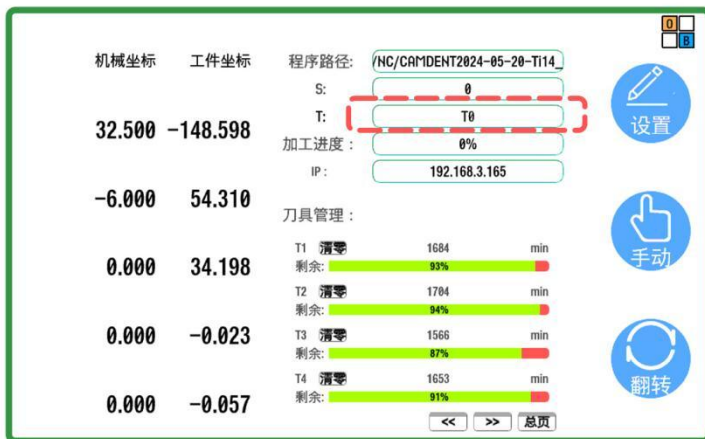 O
B
机械坐标 工件坐标 程序路径: /NC/CAMDENT2024-05-20-Ti14_
S: 0
T: T0
32.500 -148.598
加工进度： 0%
IP： 192.168.3.165
设置
-6.000 54.310
刀具管理：
T1 清零 1684 min
剩余: 93%
0.000 34.198
手动
T2 清零 1704 min
剩余: 94%
T3 清零 1566 min
剩余: 87%
0.000 -0.023
T4 清零 1653 min
剩余: 91%
翻转
0.000 -0.057
<< >> 总页